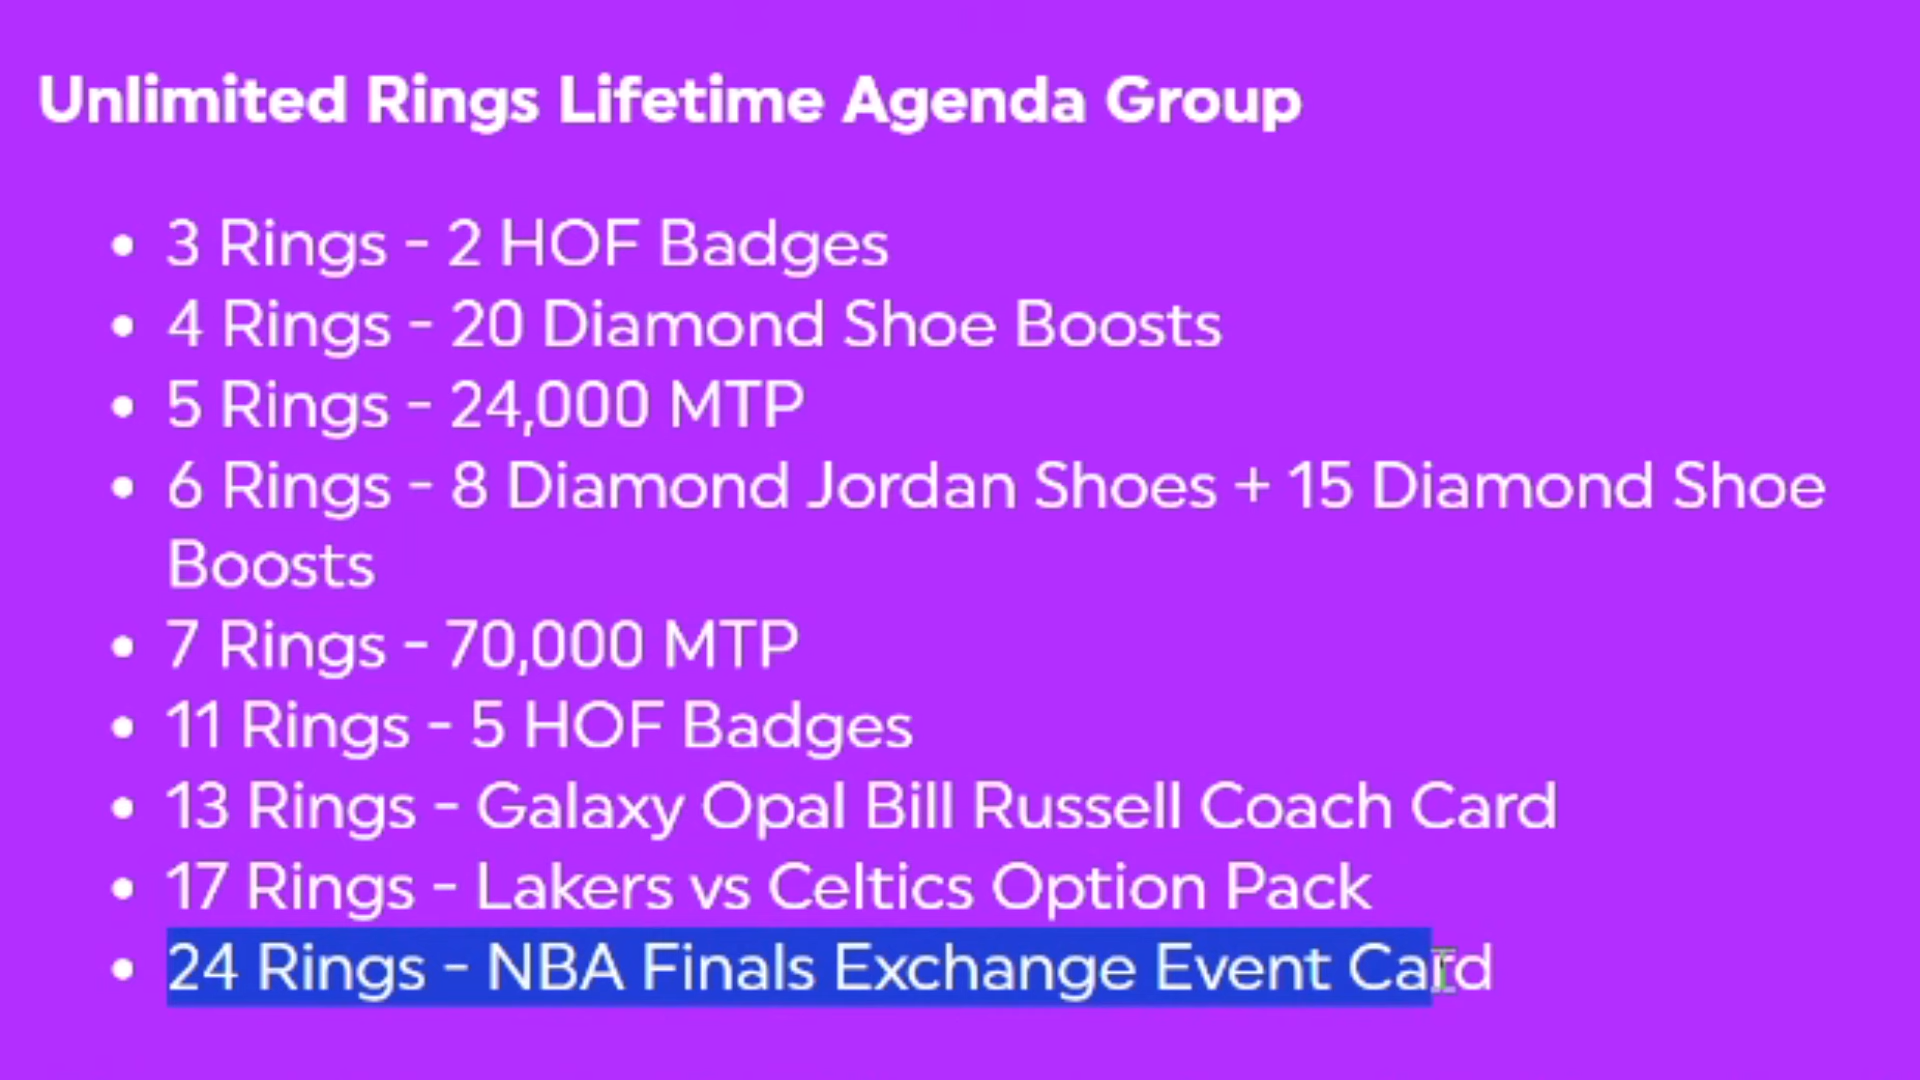 Unlimited Rings Lifetime Agenda Group
• 3 Rings - 2 HOF Badges
• 4 Rings - 20 Diamond Shoe Boosts
• 5 Rings - 24,000 MTP
• 6 Rings - 8 Diamond Jordan Shoes + 15 Diamond Shoe
Boosts
• 7 Rings - 70,000 MTP
• 11 Rings - 5 HOF Badges
• 13 Rings - Galaxy Opal Bill Russell Coach Card
• 17 Rings - Lakers vs Celtics Option Pack
• 24 Rings - NBA Finals Exchange Event Card